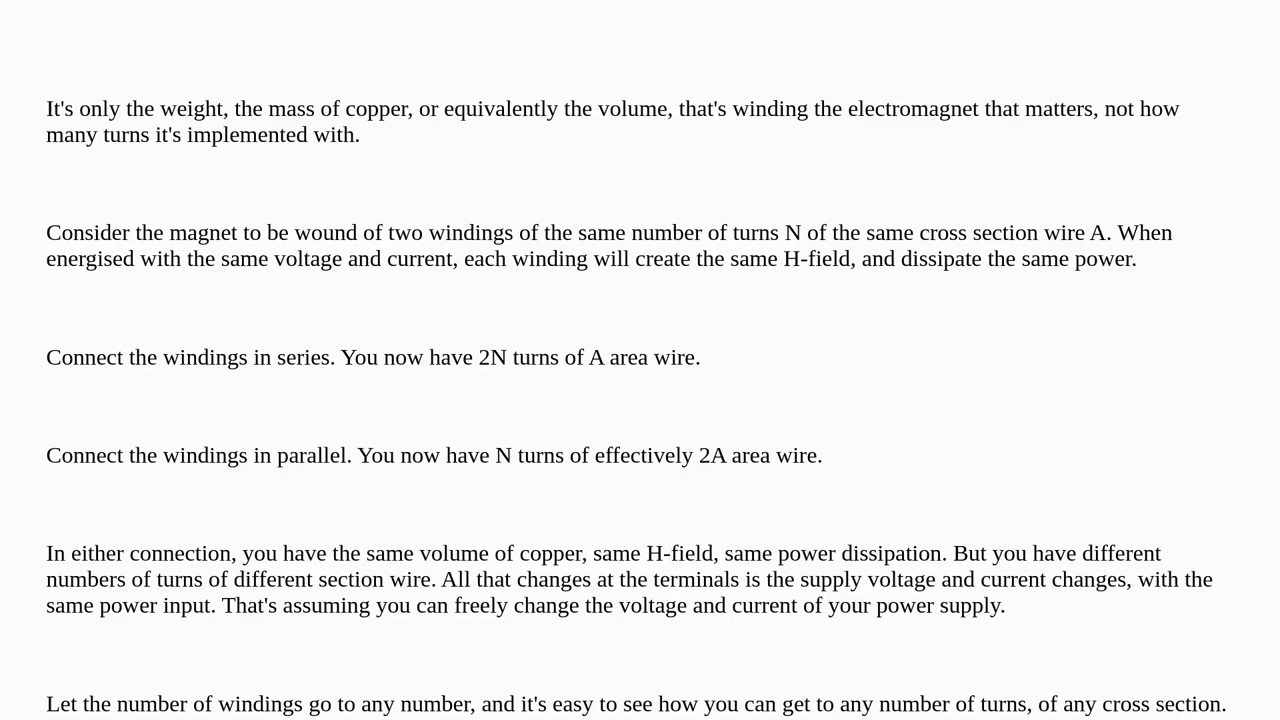 It's only the weight, the mass of copper, or equivalently the volume, that's winding the electromagnet that matters, not how
many turns it's implemented with.
Consider the magnet to be wound of two windings of the same number of turns N of the same cross section wire A. When
energised with the same voltage and current, each winding will create the same H-field, and dissipate the same power.
Connect the windings in series. You now have 2N turns of A area wire.
Connect the windings in parallel. You now have N turns of effectively 2A area wire.
In either connection, you have the same volume of copper, same H-field, same power dissipation. But you have different
numbers of turns of different section wire. All that changes at the terminals is the supply voltage and current changes, with the
same power input. That's assuming you can freely change the voltage and current of your power supply.
Let the number of windings go to any number, and it's easy to see how you can get to any number of turns, of any cross section.